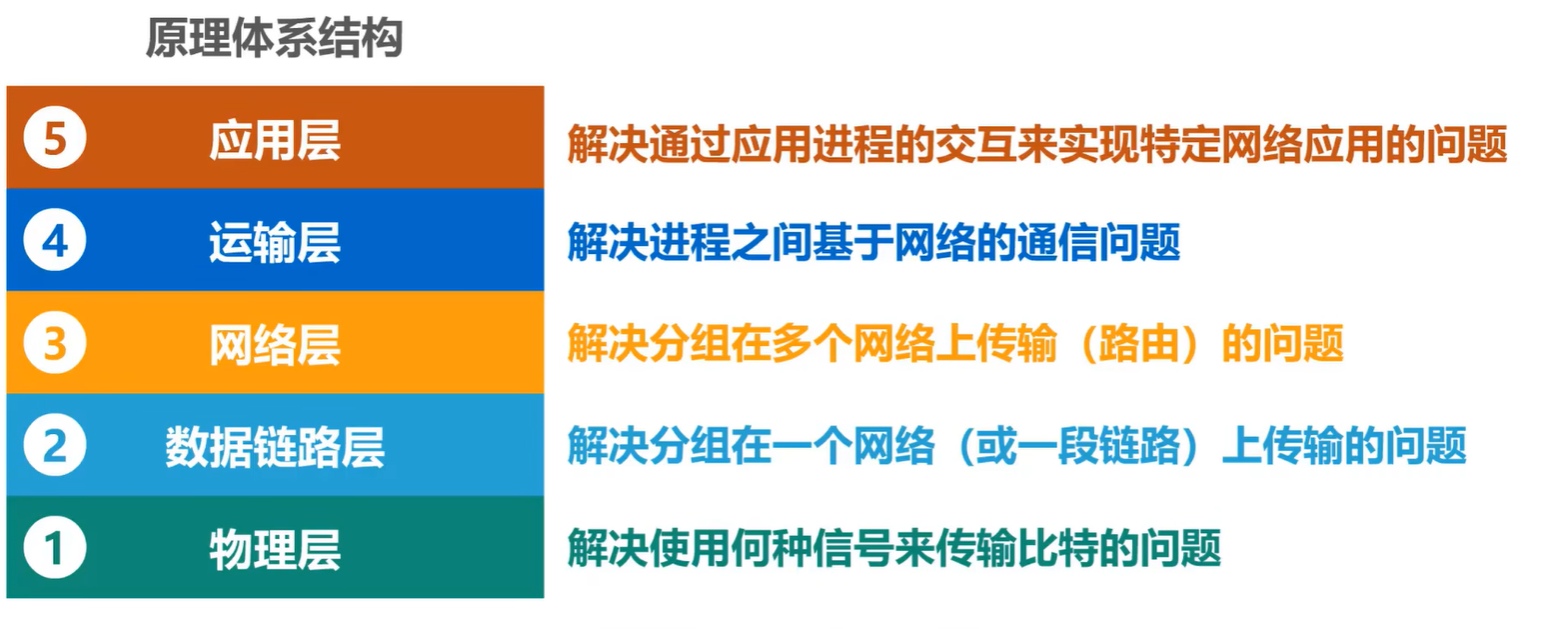 原理体系结构
5 应用层 解决通过应用进程的交互来实现特定网络应用的问题
4 运输层 解决进程之间基于网络的通信问题
3 网络层 解决分组在多个网络上传输（路由）的问题
2 数据链路层 解决分组在一个网络（或一段链路）上传输的问题
1 物理层 解决使用何种信号来传输比特的问题